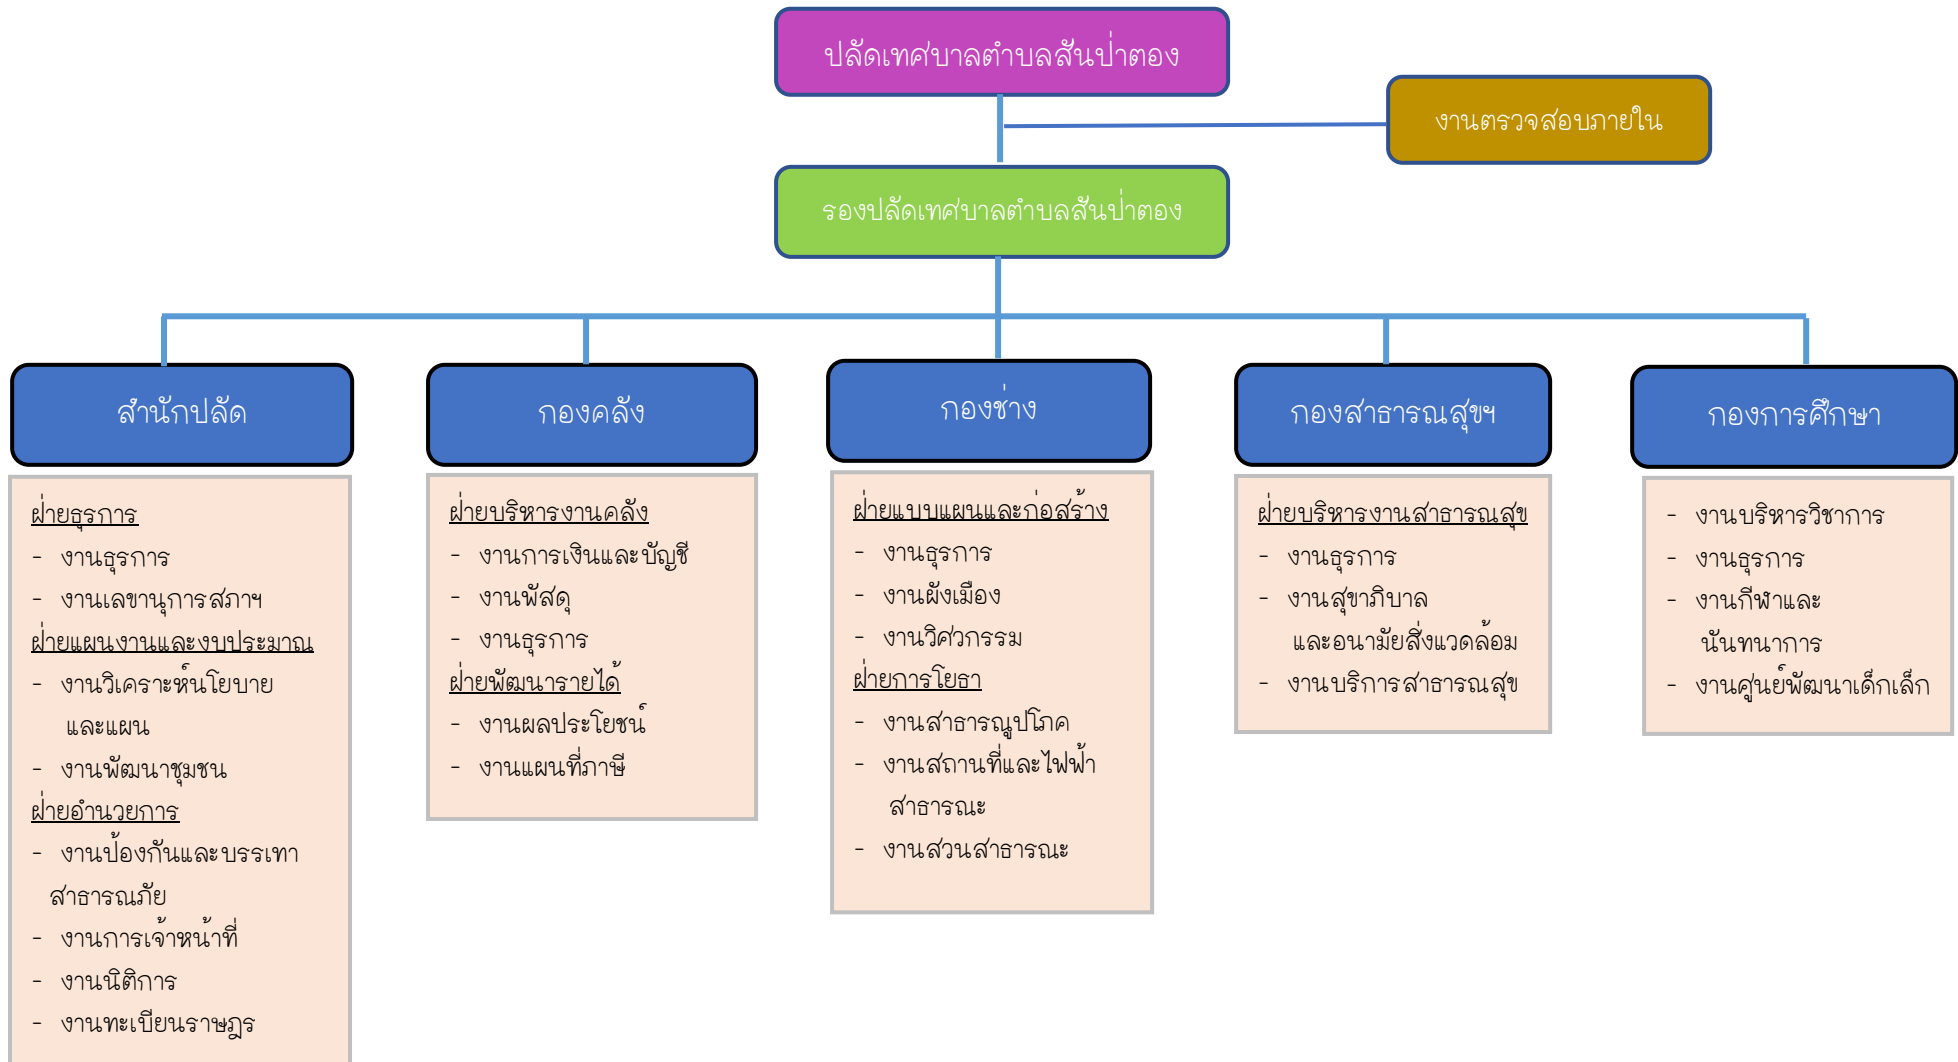 ปลัดเทศบาลตำบลสันป่าตอง
งานตรวจสอบภายใน
รองปลัดเทศบาลตำบลสันป่าตอง
สำนักปลัด
ฝ่ายธุรการ
- งานธุรการ
- งานเลขานุการสภาฯ
ฝ่ายแผนงานและงบประมาณ
- งานวิเคราะห์นโยบาย
และแผน
- งานพัฒนาชุมชน
ฝ่ายอำนวยการ
- งานป้องกันและบรรเทา
สาธารณภัย
- งานการเจ้าหน้าที่
- งานนิติการ
- งานทะเบียนราษฎร
กองคลัง
ฝ่ายบริหารงานคลัง
- งานการเงินและบัญชี
- งานพัสดุ
- งานธุรการ
ฝ่ายพัฒนารายได้
- งานผลประโยชน์
- งานแผนที่ภาษี
กองช่าง
ฝ่ายแบบแผนและก่อสร้าง
- งานธุรการ
- งานผังเมือง
- งานวิศวกรรม
ฝ่ายการโยธา
- งานสาธารณูปโภค
- งานสถานที่และไฟฟ้า
สาธารณะ
- งานสวนสาธารณะ
กองสาธารณสุขฯ
ฝ่ายบริหารงานสาธารณสุข
- งานธุรการ
- งานสุขาภิบาล
และอนามัยสิ่งแวดล้อม
- งานบริการสาธารณสุข
กองการศึกษา
- งานบริหารวิชาการ
- งานธุรการ
- งานกีฬาและ
นันทนาการ
- งานศูนย์พัฒนาเด็กเล็ก